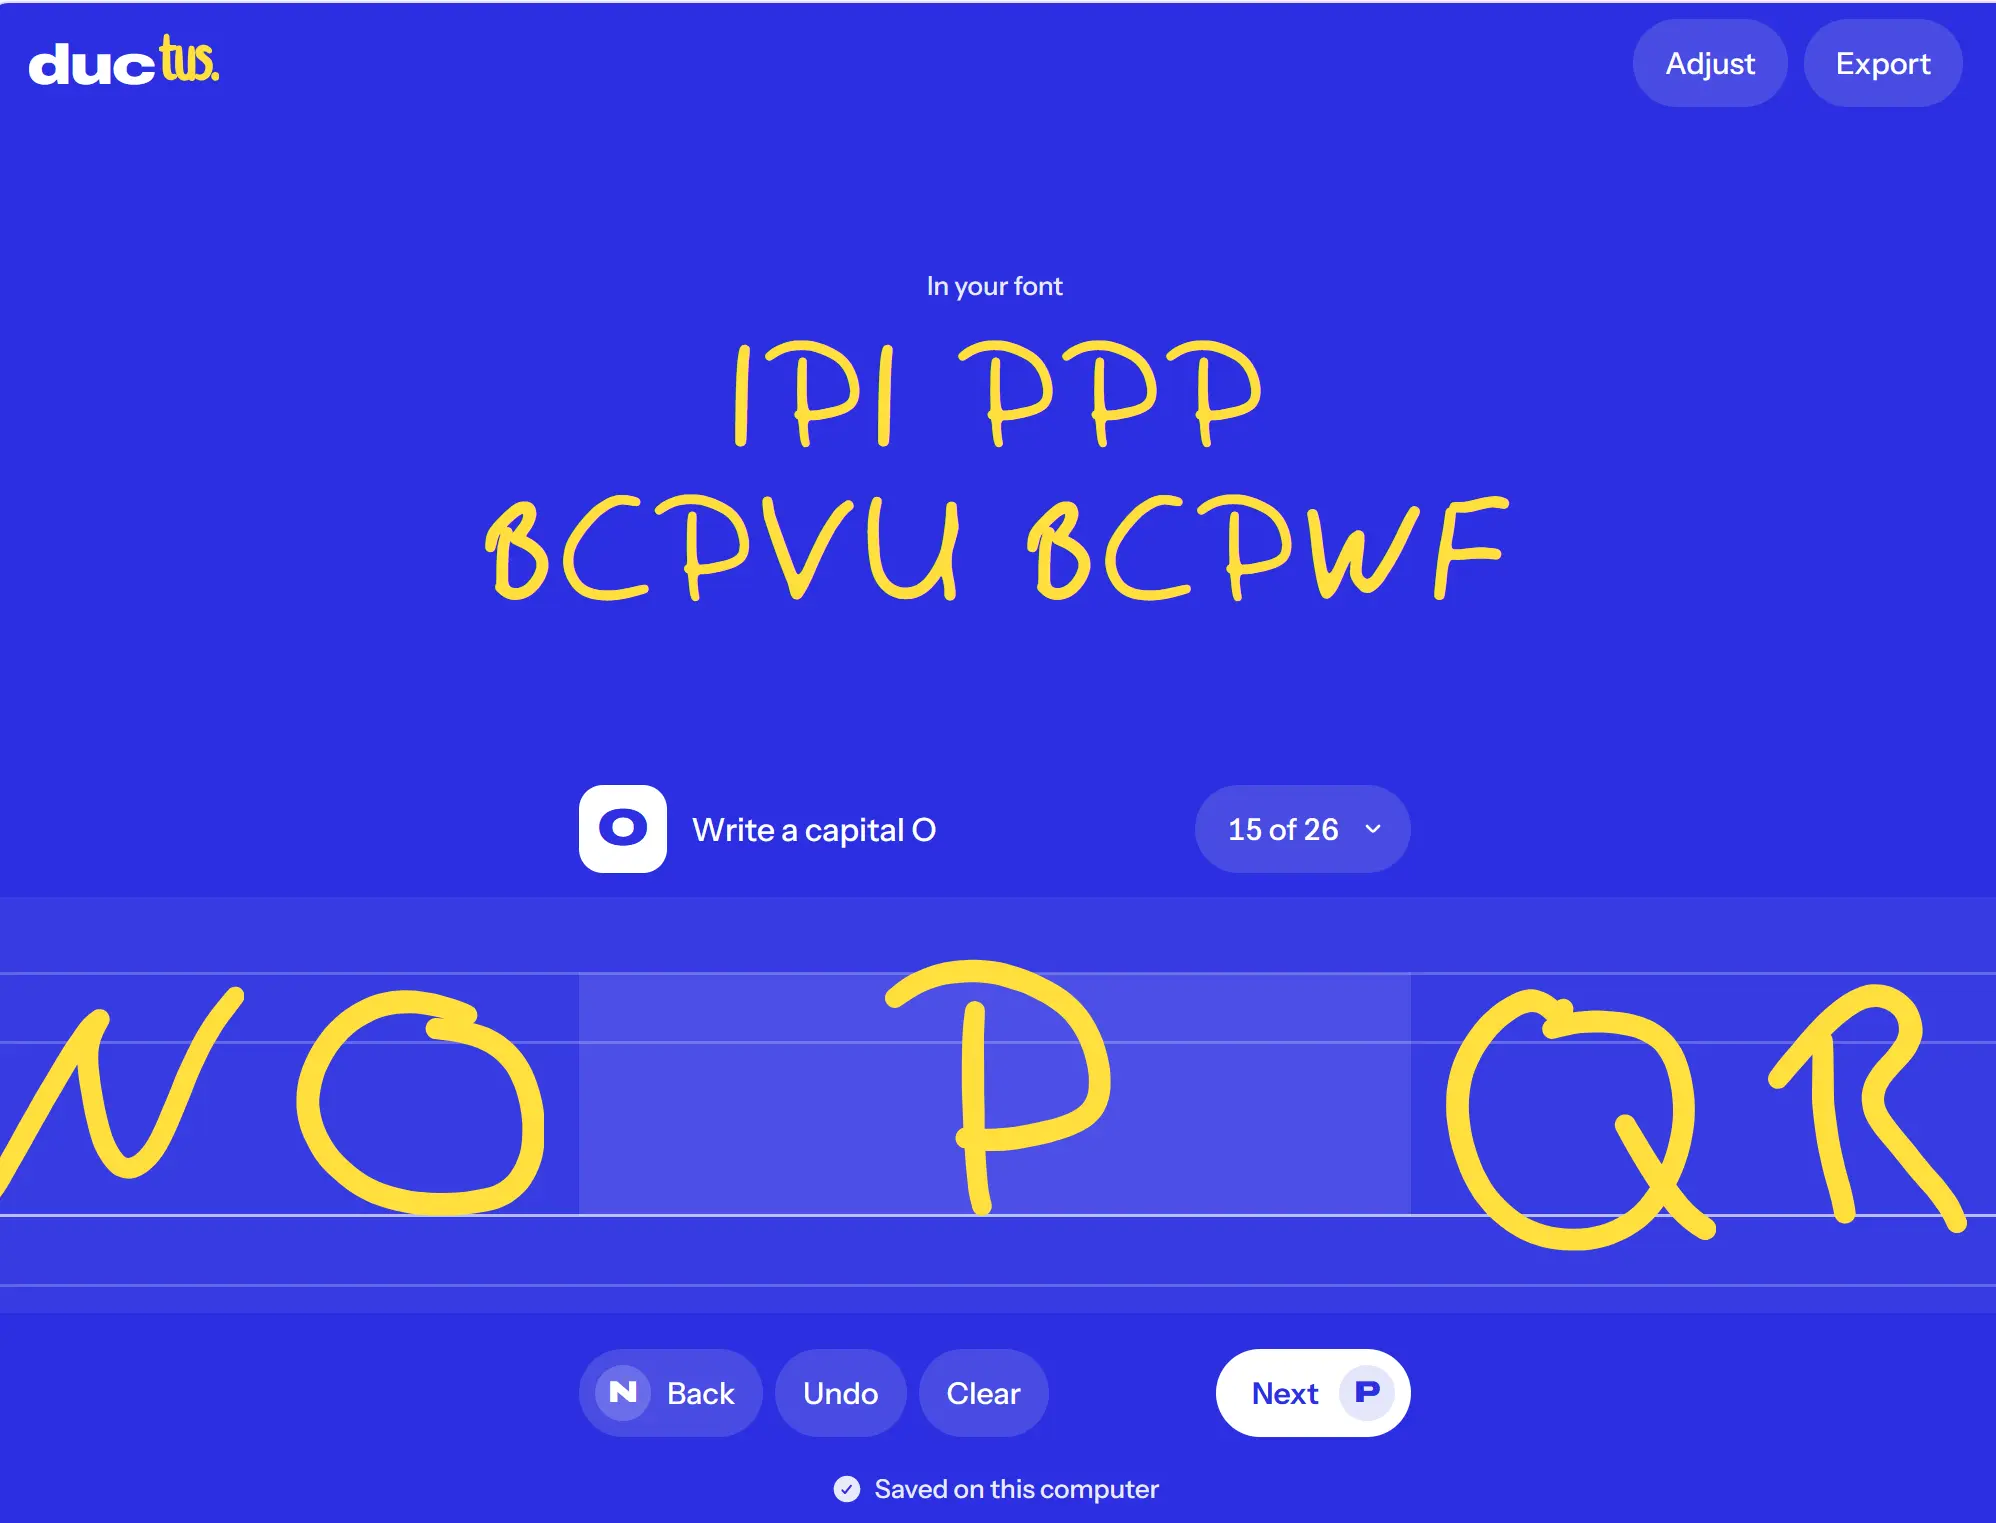 ductus.
Adjust
Export
In your font
IPI PPP
BCPVU BCPWF
O
Write a capital O
15 of 26
N O P Q R
N Back
Undo
Clear
Next P
Saved on this computer